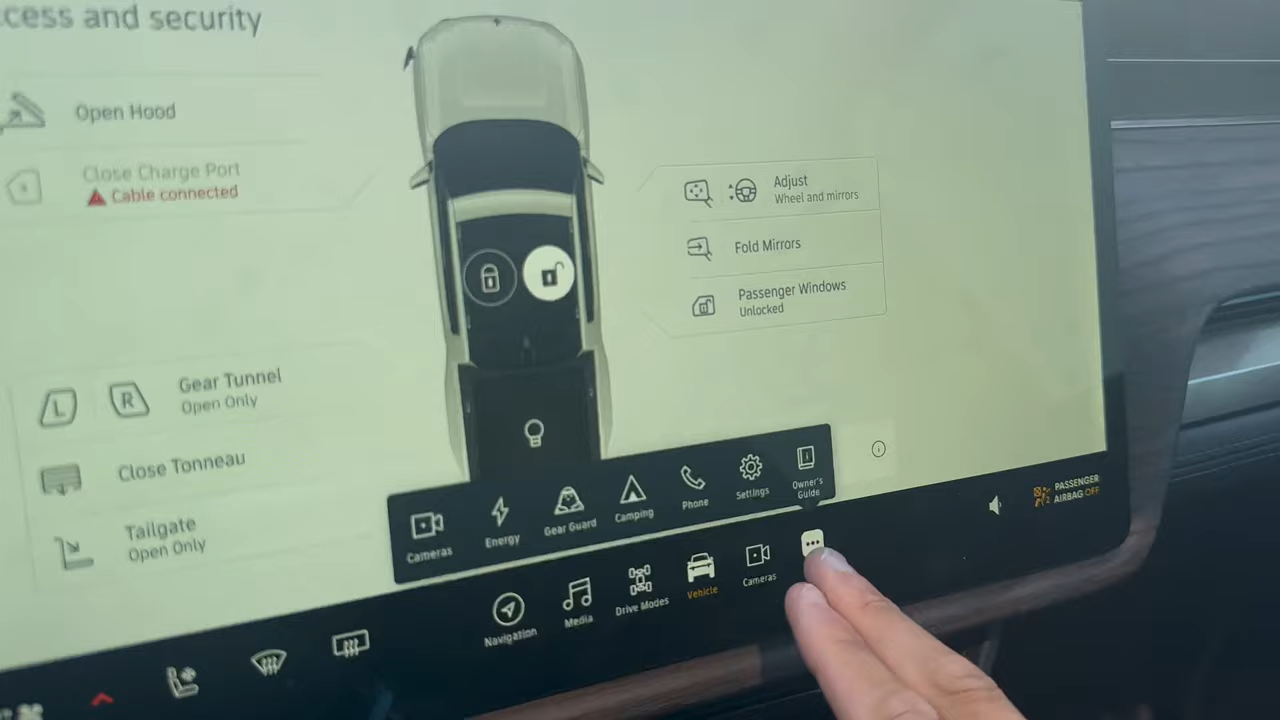 cess and security
Open Hood
Close Charge Port
Cable connected
L
R
Gear Tunnel
Open Only
Close Tonneau
Tailgate
Open Only
Adjust
Wheel and mirrors
Fold Mirrors
Passenger Windows
Unlocked
Cameras
Energy
Gear Guard
Camping
Phone
Settings
Owner's
Guide
Navigation
Media
Drive Modes
Vehicle
Cameras
PASSENGER
AIRBAG OFF